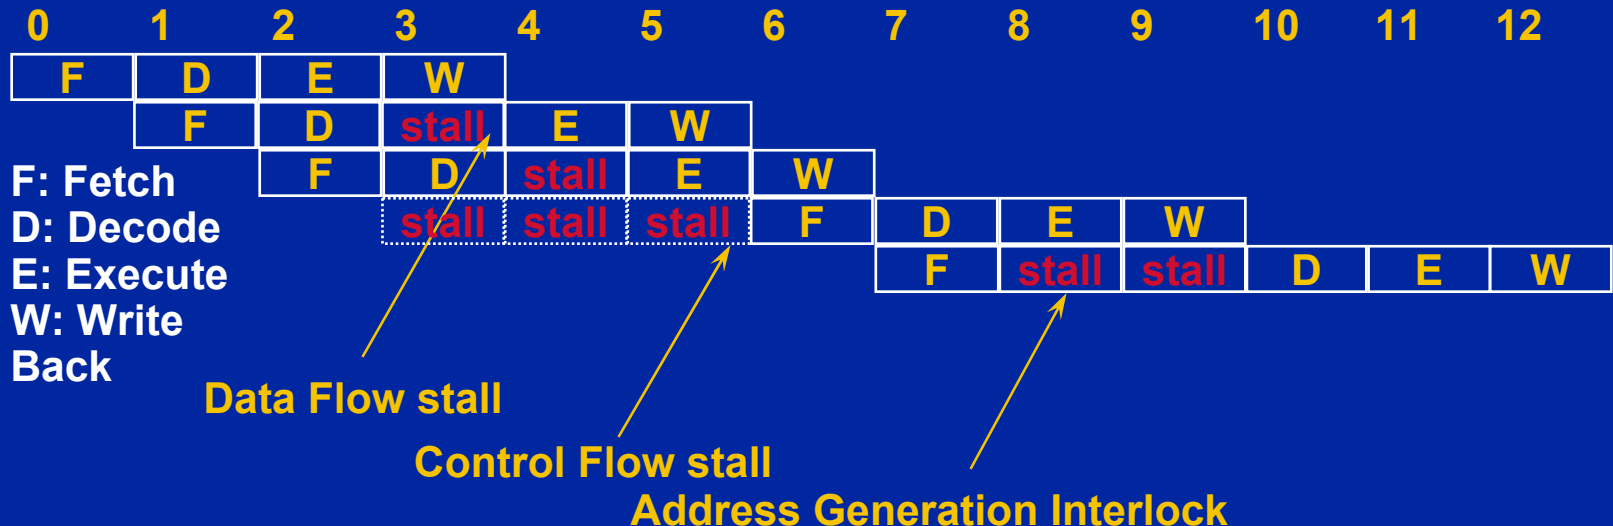 0 1 2 3 4 5 6 7 8 9 10 11 12
F D E W
F D stall E W
F D stall E W
stall stall stall F D E W
F stall stall D E W
F: Fetch
D: Decode
E: Execute
W: Write
Back
Data Flow stall
Control Flow stall
Address Generation Interlock